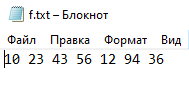 f.txt – Блокнот
Файл Правка Формат Вид
10 23 43 56 12 94 36